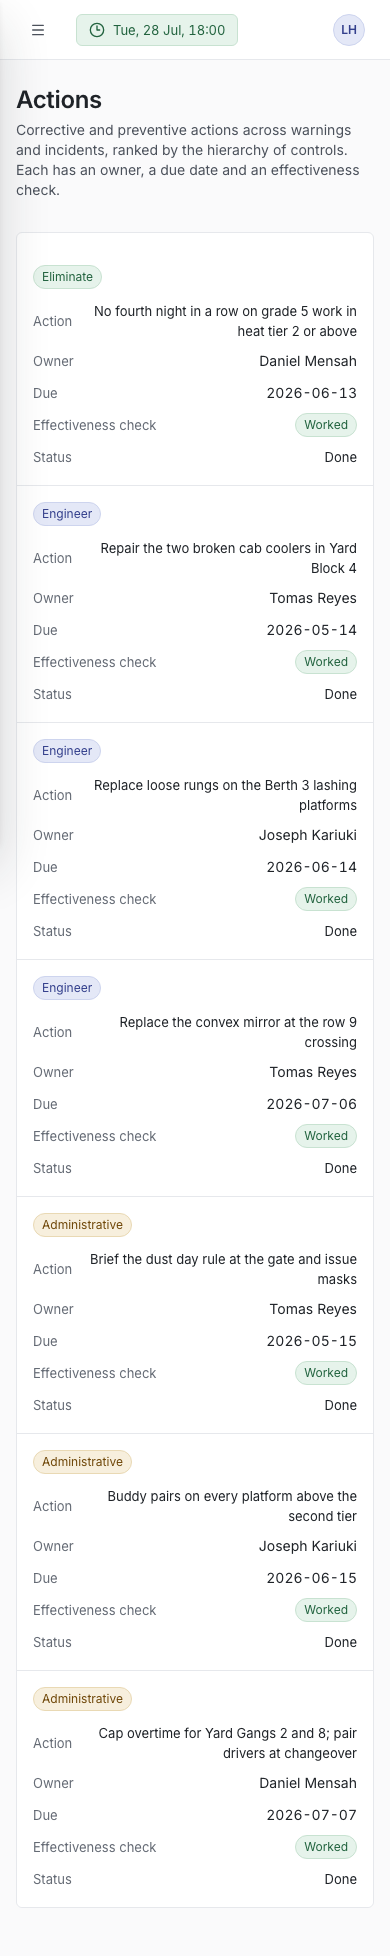 Tue, 28 Jul, 18:00
LH
Actions
Corrective and preventive actions across warnings
and incidents, ranked by the hierarchy of controls.
Each has an owner, a due date and an effectiveness
check.
Eliminate
Action No fourth night in a row on grade 5 work in
heat tier 2 or above
Owner Daniel Mensah
Due 2026-06-13
Effectiveness check Worked
Status Done
Engineer
Action Repair the two broken cab coolers in Yard
Block 4
Owner Tomas Reyes
Due 2026-05-14
Effectiveness check Worked
Status Done
Engineer
Action Replace loose rungs on the Berth 3 lashing
platforms
Owner Joseph Kariuki
Due 2026-06-14
Effectiveness check Worked
Status Done
Engineer
Action Replace the convex mirror at the row 9
crossing
Owner Tomas Reyes
Due 2026-07-06
Effectiveness check Worked
Status Done
Administrative
Action Brief the dust day rule at the gate and issue
masks
Owner Tomas Reyes
Due 2026-05-15
Effectiveness check Worked
Status Done
Administrative
Action Buddy pairs on every platform above the
second tier
Owner Joseph Kariuki
Due 2026-06-15
Effectiveness check Worked
Status Done
Administrative
Action Cap overtime for Yard Gangs 2 and 8; pair
drivers at changeover
Owner Daniel Mensah
Due 2026-07-07
Effectiveness check Worked
Status Done